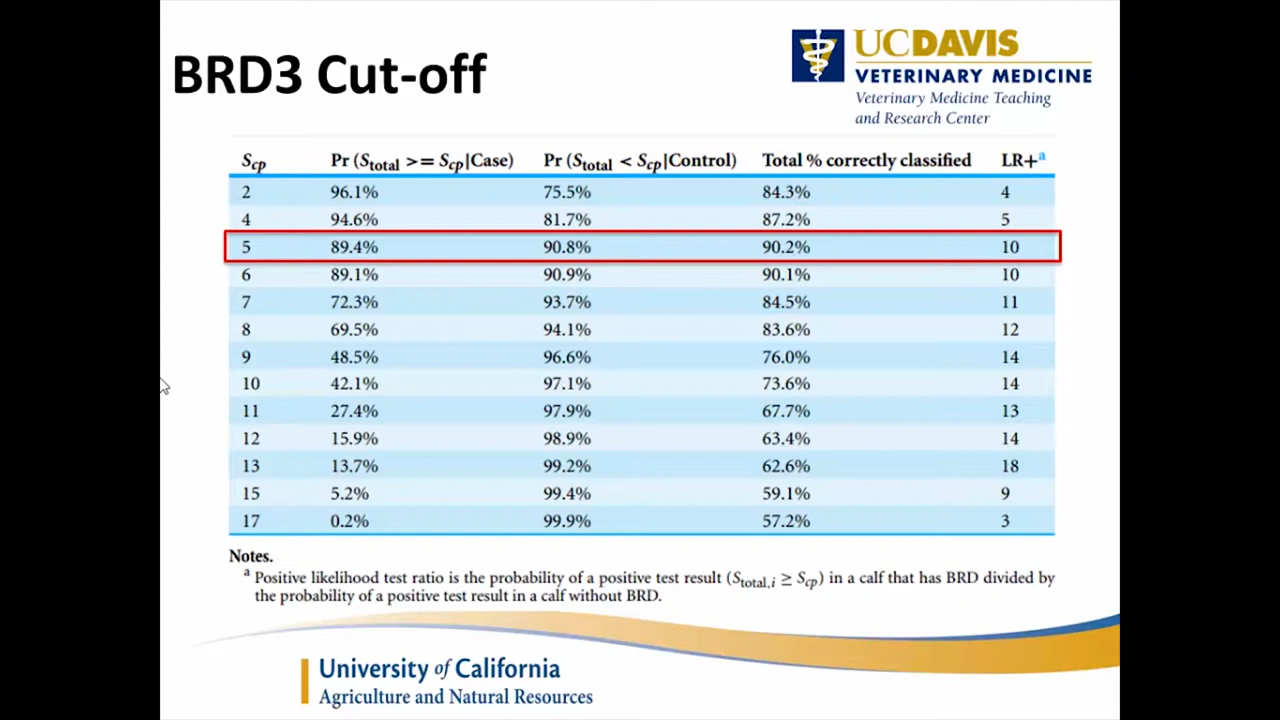 BRD3 Cut-off
UCDAVIS
VETERINARY MEDICINE
Veterinary Medicine Teaching
and Research Center
Scp Pr (Stotal >= Scp|Case) Pr (Stotal < Scp|Control) Total % correctly classified LR+a
2 96.1% 75.5% 84.3% 4
4 94.6% 81.7% 87.2% 5
5 89.4% 90.8% 90.2% 10
6 89.1% 90.9% 90.1% 10
7 72.3% 93.7% 84.5% 11
8 69.5% 94.1% 83.6% 12
9 48.5% 96.6% 76.0% 14
10 42.1% 97.1% 73.6% 14
11 27.4% 97.9% 67.7% 13
12 15.9% 98.9% 63.4% 14
13 13.7% 99.2% 62.6% 18
15 5.2% 99.4% 59.1% 9
17 0.2% 99.9% 57.2% 3
Notes.
a Positive likelihood test ratio is the probability of a positive test result (Stotal,i ≥ Scp) in a calf that has BRD divided by
the probability of a positive test result in a calf without BRD.
University of California
Agriculture and Natural Resources